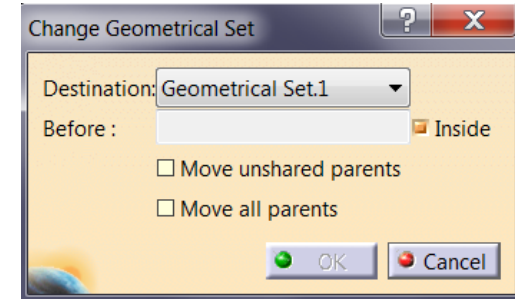 Change Geometrical Set ? X
Destination: Geometrical Set.1
Before : Inside
Move unshared parents
Move all parents
OK Cancel